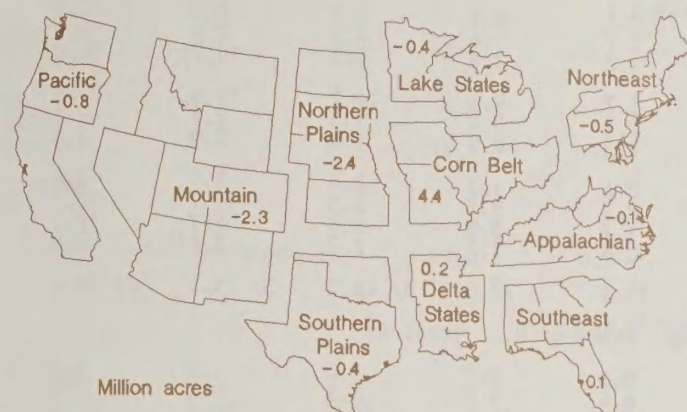 Pacific
-0.8
Mountain
-2.3
Northern
Plains
-2.4
Southern
Plains
-0.4
-0.4
Lake States
Corn Belt
4.4
0.2
Delta
States
Northeast
-0.5
-0.1
Appalachian
Southeast
0.1
Million acres